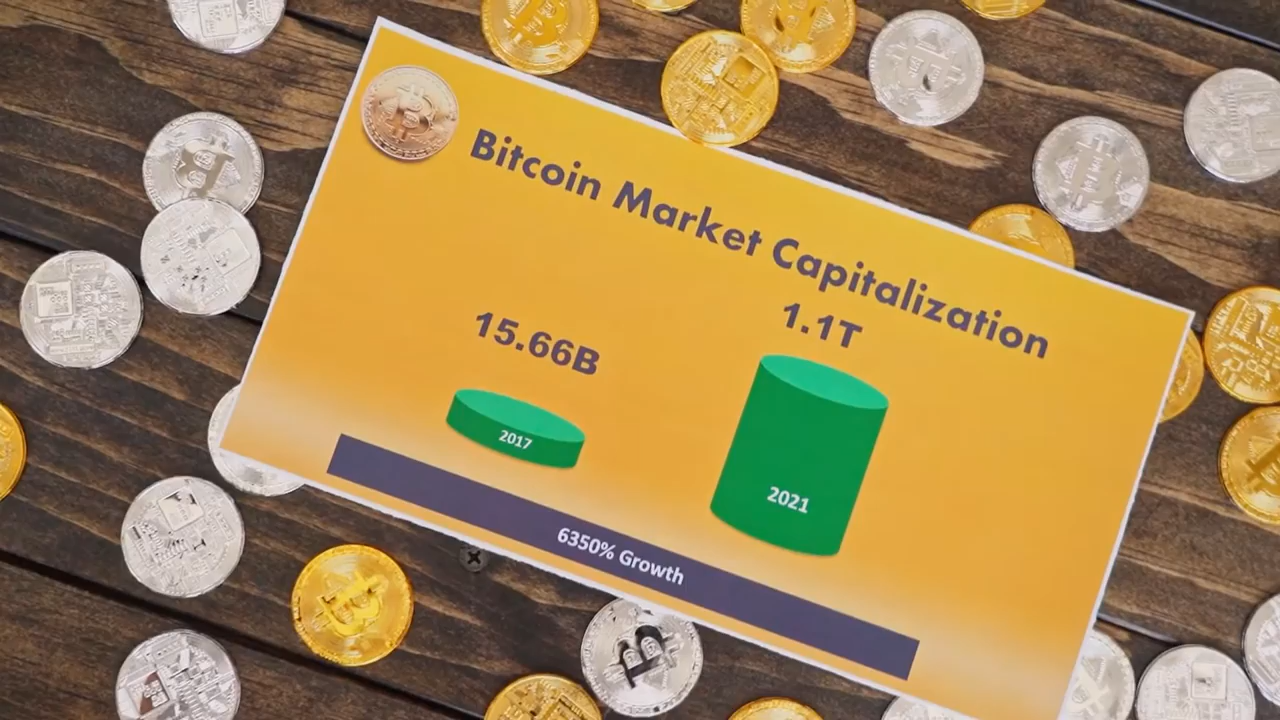 Bitcoin Market Capitalization
15.66B
1.1T
2017
2021
6350% Growth